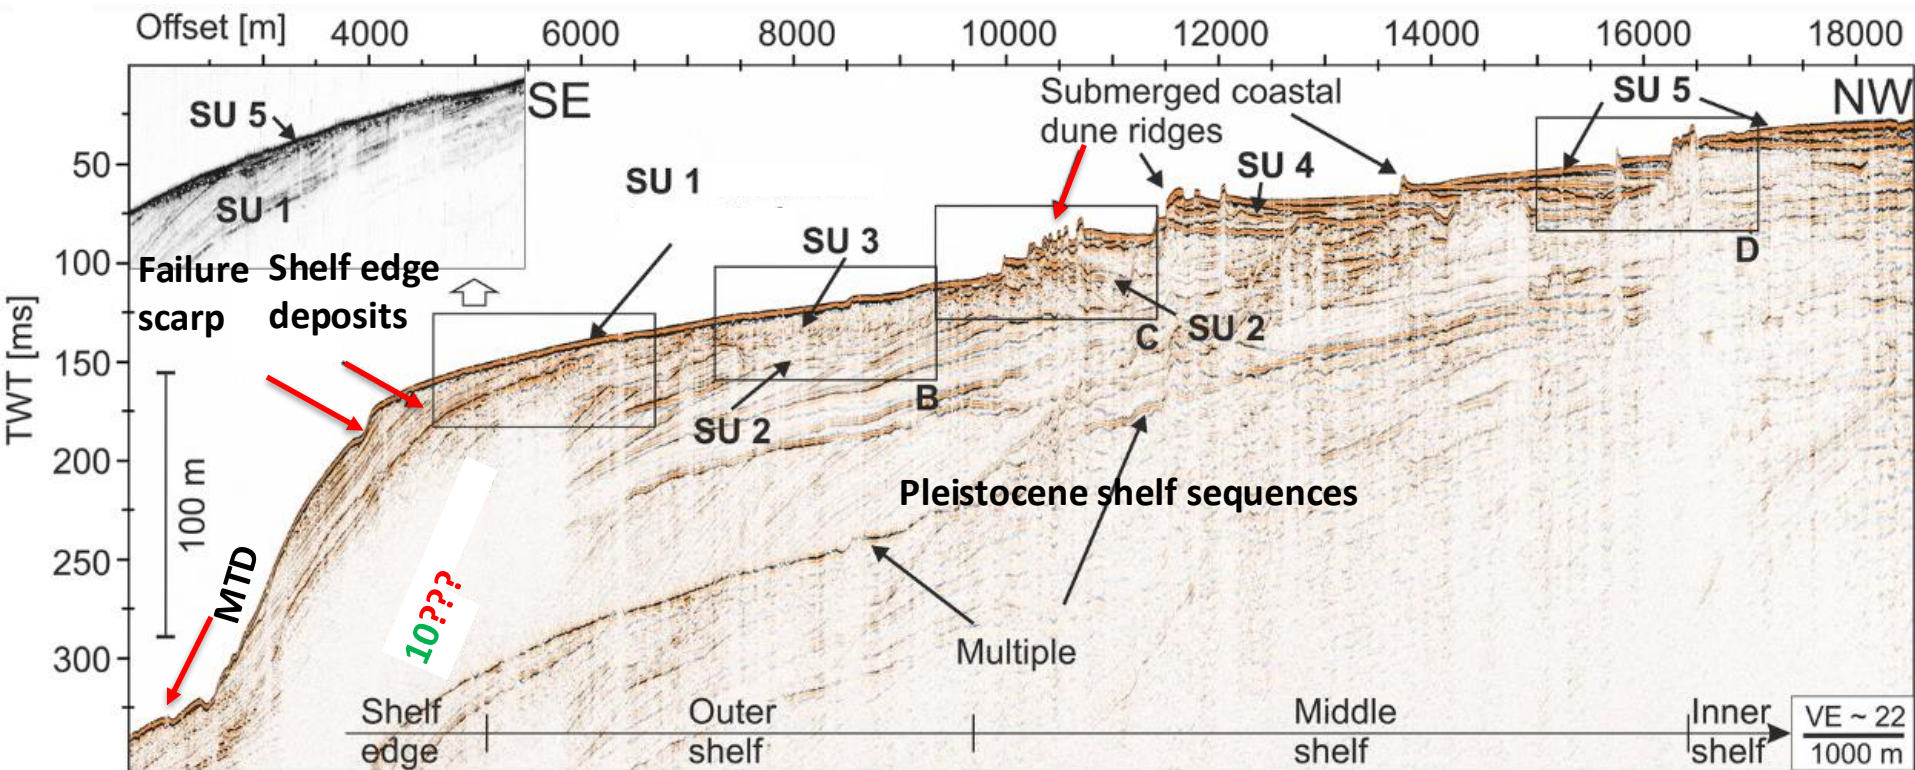 Offset [m] 4000 6000 8000 10000 12000 14000 16000 18000
SE
NW
SU 5
SU 1
Submerged coastal
dune ridges
SU 5
SU 4
SU 1
SU 3
50
100
150
200
250
300
TWT [ms]
Failure
scarp
Shelf edge
deposits
D
C
SU 2
B
SU 2
100 m
Pleistocene shelf sequences
MTD
10???
Multiple
Shelf
edge
Outer
shelf
Middle
shelf
Inner
shelf
VE ~ 22
1000 m